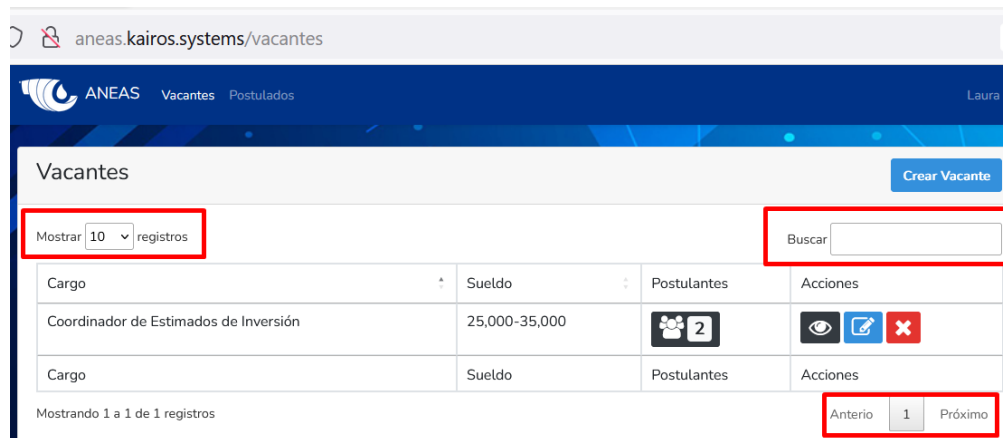 aneas.kairos.systems/vacantes
ANEAS Vacantes Postulados Laura
Vacantes Crear Vacante
Mostrar 10 registros Buscar
Cargo Sueldo Postulantes Acciones
Coordinador de Estimados de Inversión 25,000-35,000 2
Cargo Sueldo Postulantes Acciones
Mostrando 1 a 1 de 1 registros Anterio 1 Próximo